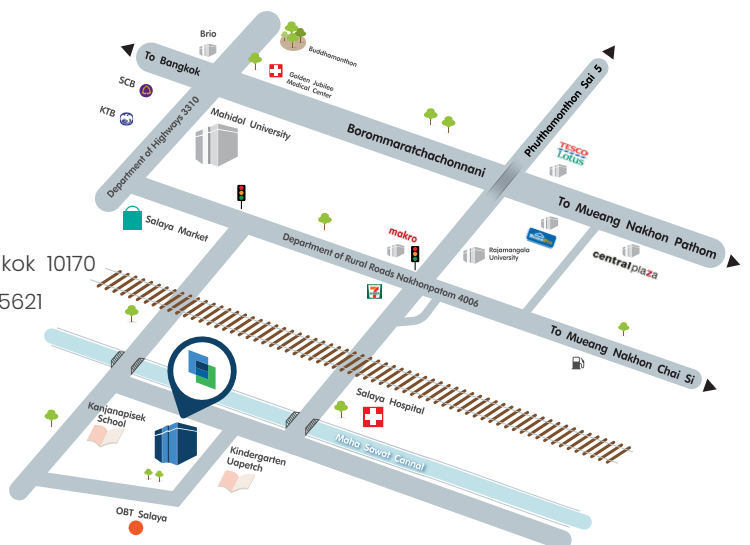 Brio
Buddhamonthon
To Bangkok
SCB
Golden Jubilee
Medical Center
KTB
Department of Highways 3310
Mahidol University
Borommaratchachonnani
Phutthamonthon Sai 5
TESCO
Lotus
To Mueang Nakhon Pathom
Salaya Market
makro
Department of Rural Roads Nakhonpatom 4006
Rajamangala
University
centralplaza
kok 10170
5621
7
To Mueang Nakhon Chai Si
Kanjanapisek
School
Salaya Hospital
Maha Sawat Cannal
Kindergarten
Uapetch
OBT Salaya